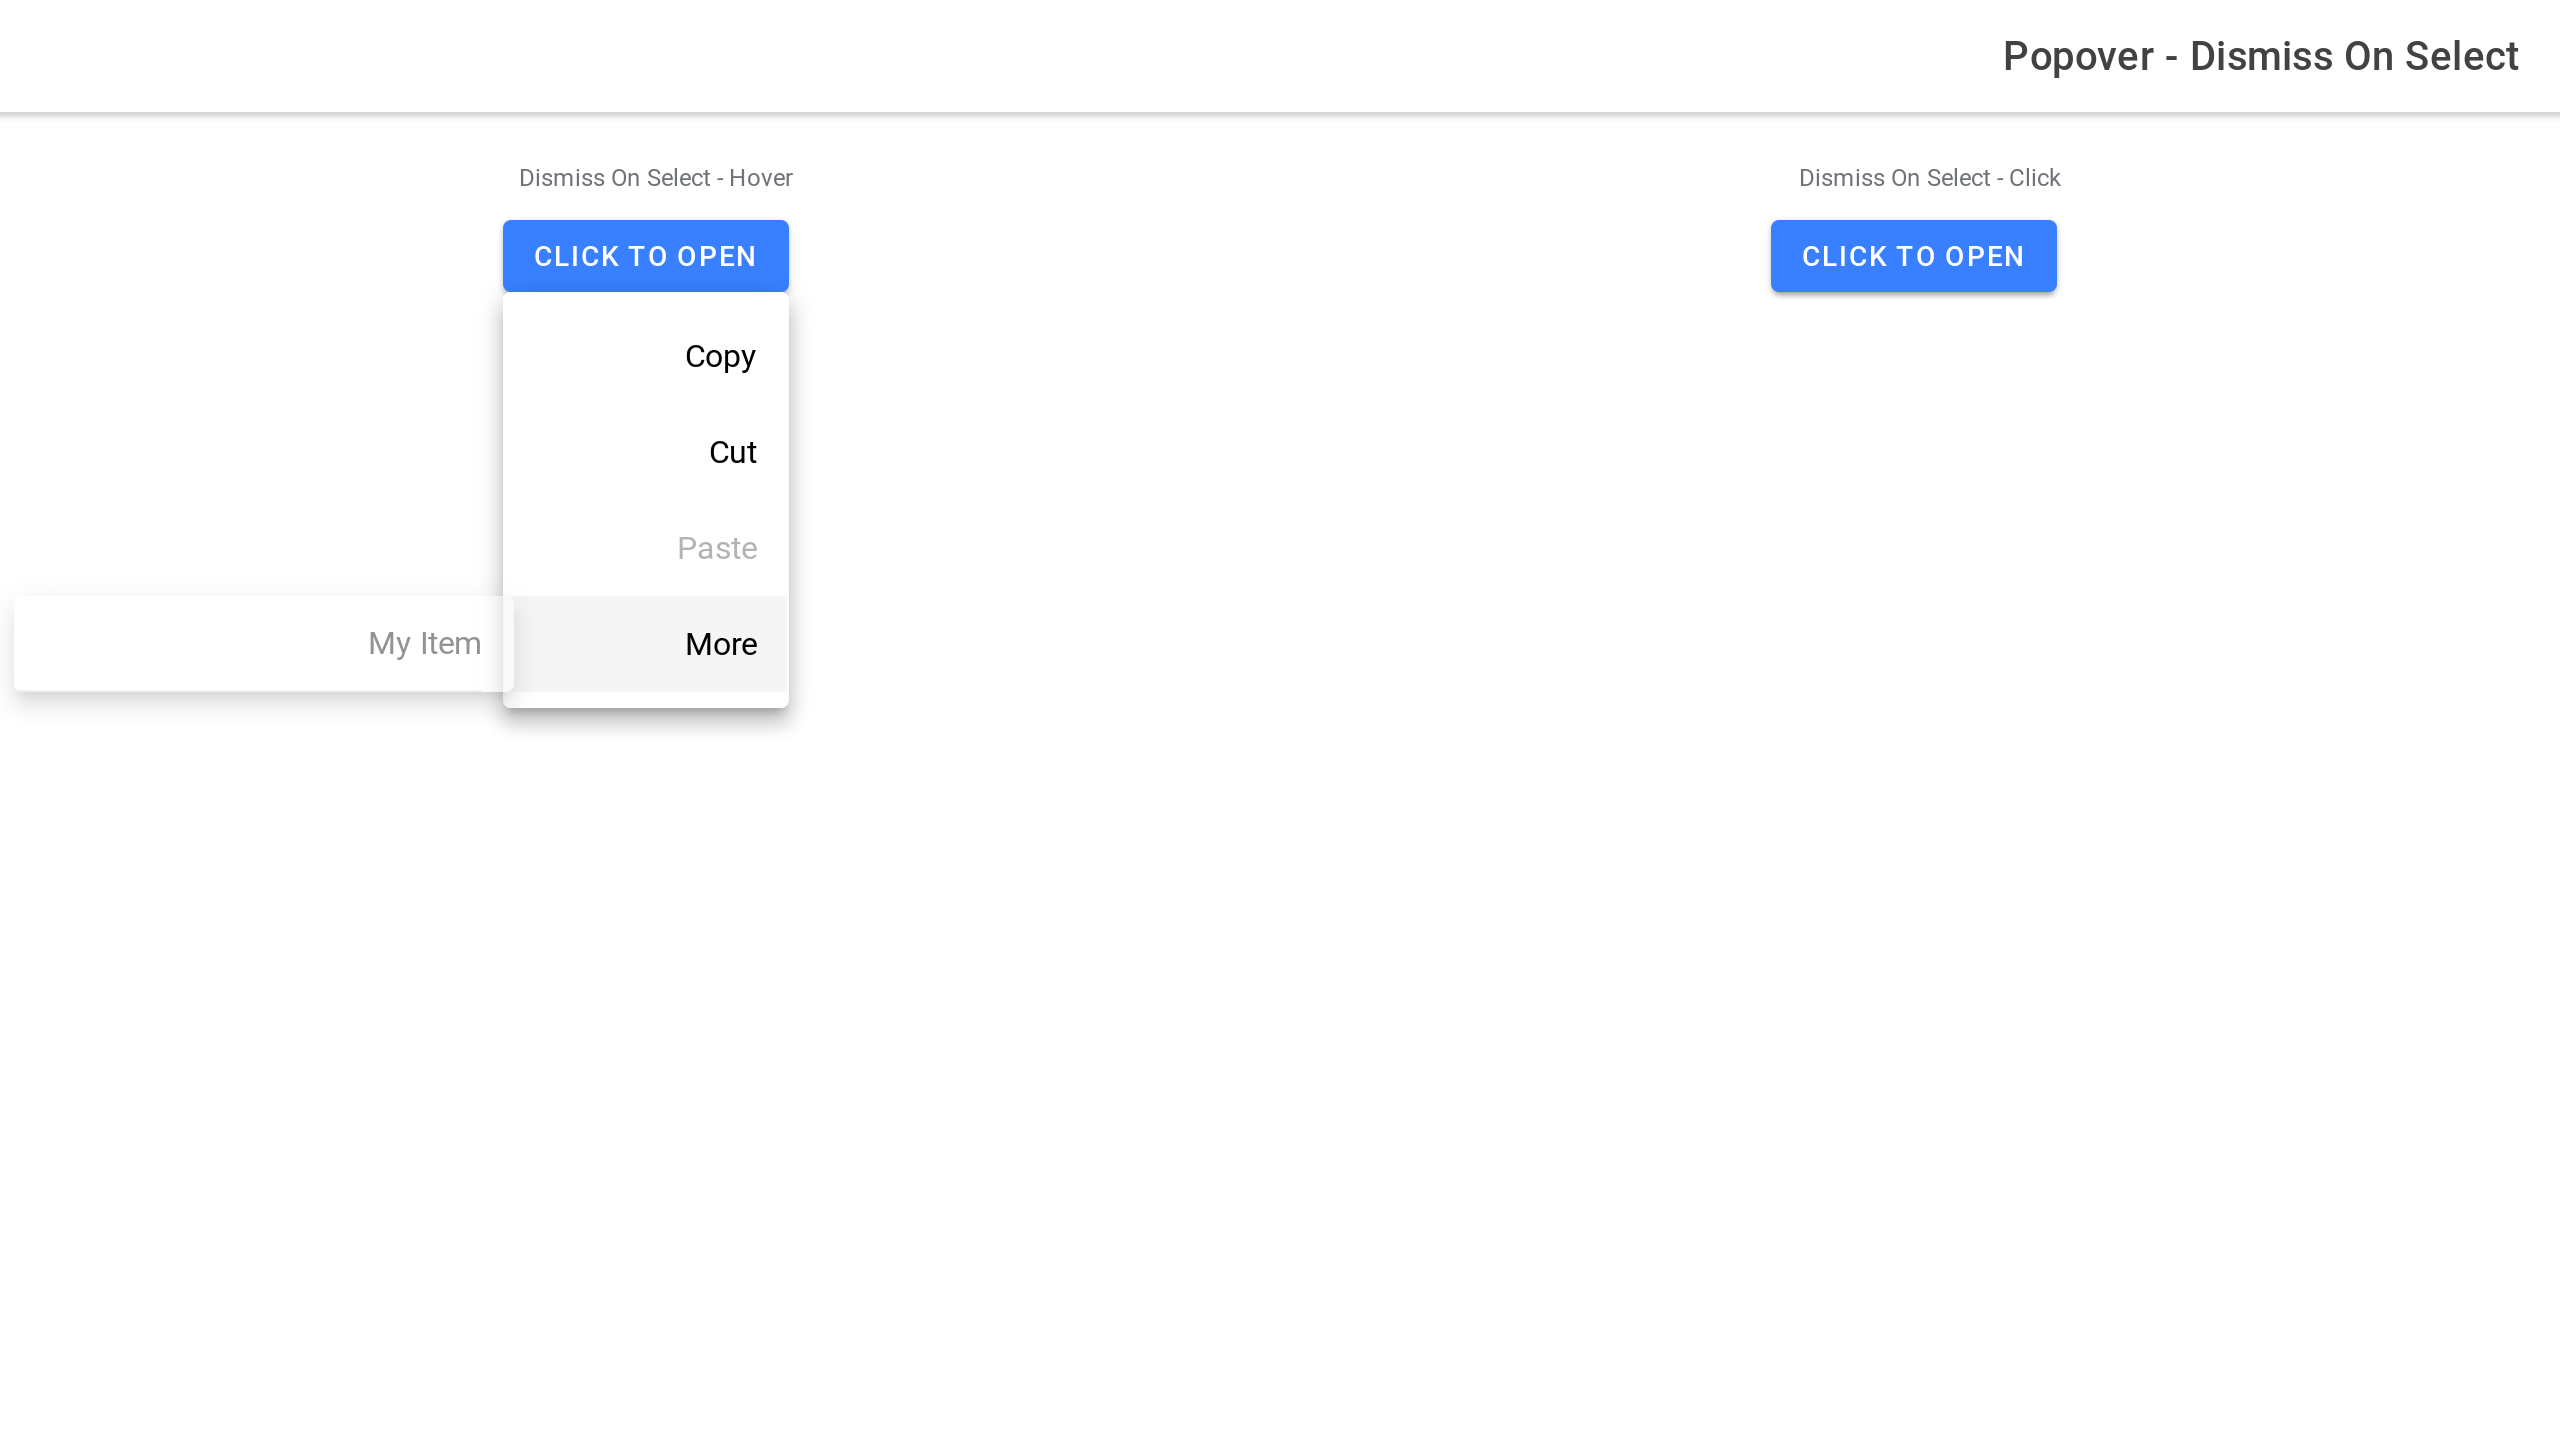 Popover - Dismiss On Select
Dismiss On Select - Hover
CLICK TO OPEN
Copy
Cut
Paste
More
My Item
Dismiss On Select - Click
CLICK TO OPEN